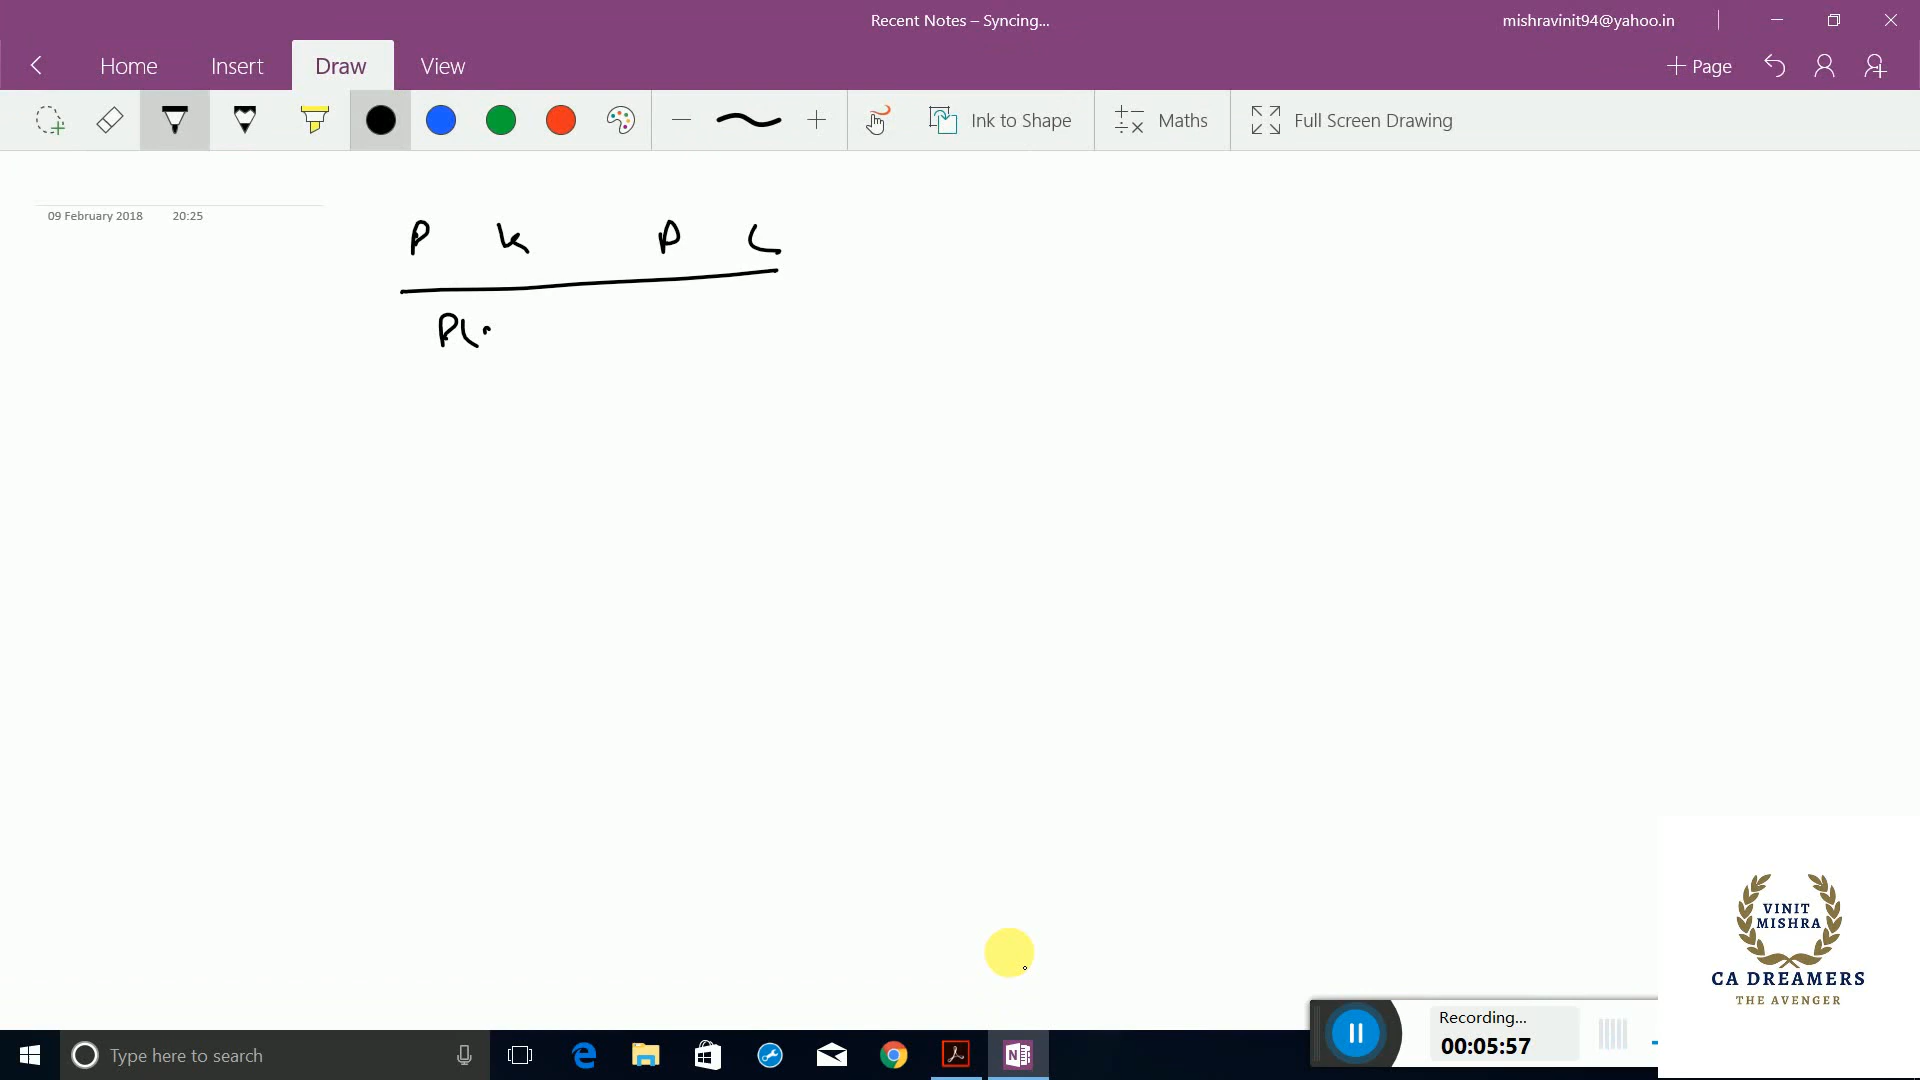 Recent Notes – Syncing...
mishravinit94@yahoo.in
Home Insert Draw View
Page
Ink to Shape
Maths
Full Screen Drawing
09 February 2018 20:25
P K P C
VINIT
MISHRA
CA DREAMERS
THE AVENGER
Recording...
00:05:57
Type here to search